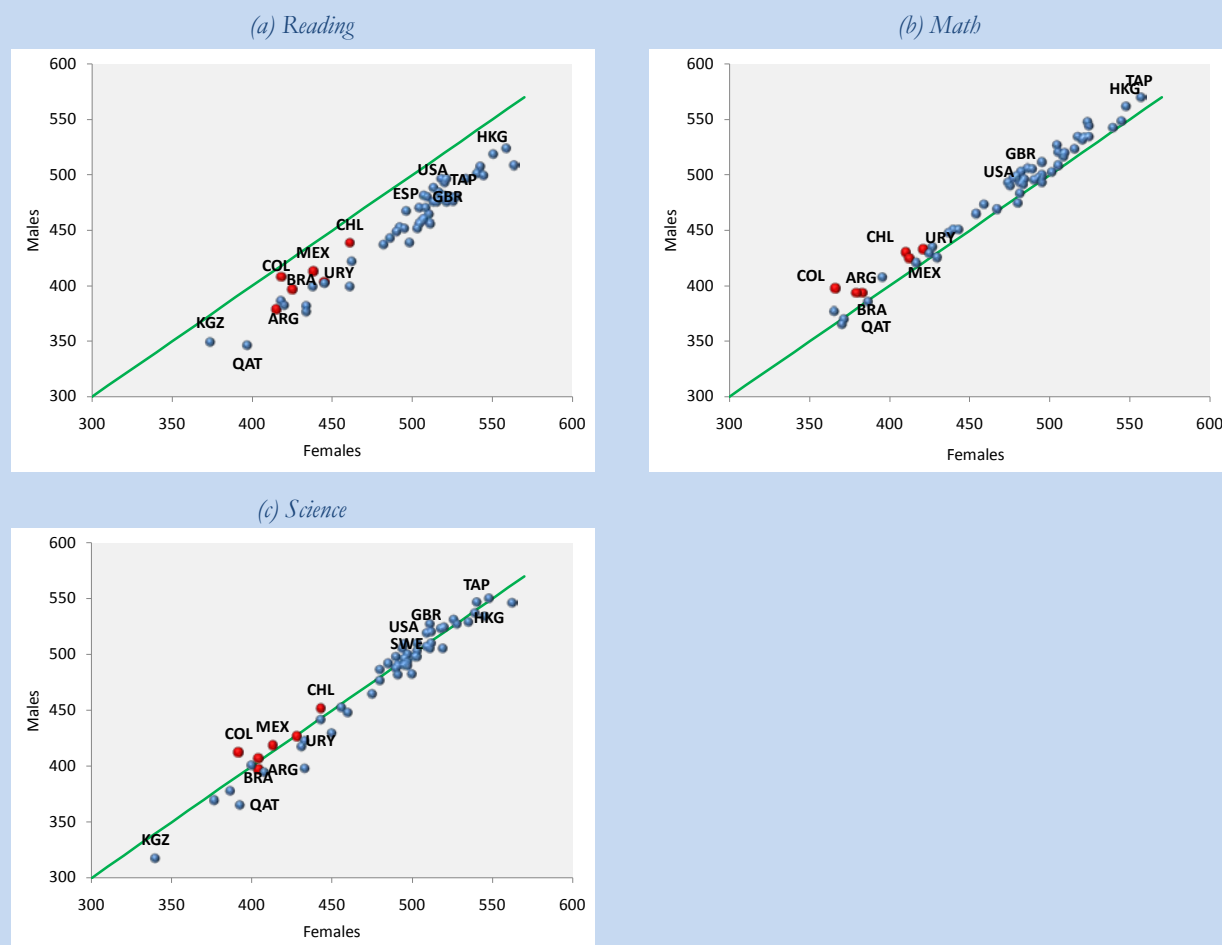 (a) Reading
600
550
500
450
400
350
300
Males
HKG
USA
TAP
ESP
GBR
CHL
MEX
COL
BRA
URY
ARG
KGZ
QAT
300 350 400 450 500 550 600
Females
(b) Math
600
550
500
450
400
350
300
Males
TAP
HKG
GBR
USA
CHL
URY
COL
ARG
MEX
BRA
QAT
300 350 400 450 500 550 600
Females
(c) Science
600
550
500
450
400
350
300
Males
TAP
GBR
HKG
USA
SWE
CHL
MEX
COL
URY
ARG
BRA
QAT
KGZ
300 350 400 450 500 550 600
Females